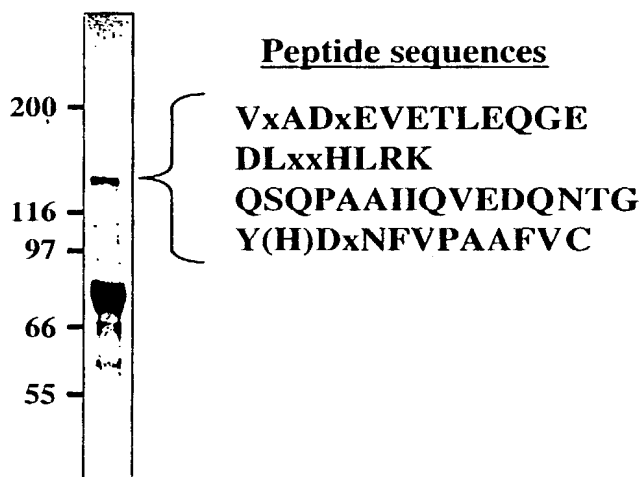 Peptide sequences
200
VxADxEVETLEQGE
DLxxHLRK
116
QSQPAAIIQVEDQNTG
97
Y(H)DxNFVPAAFVC
66
55